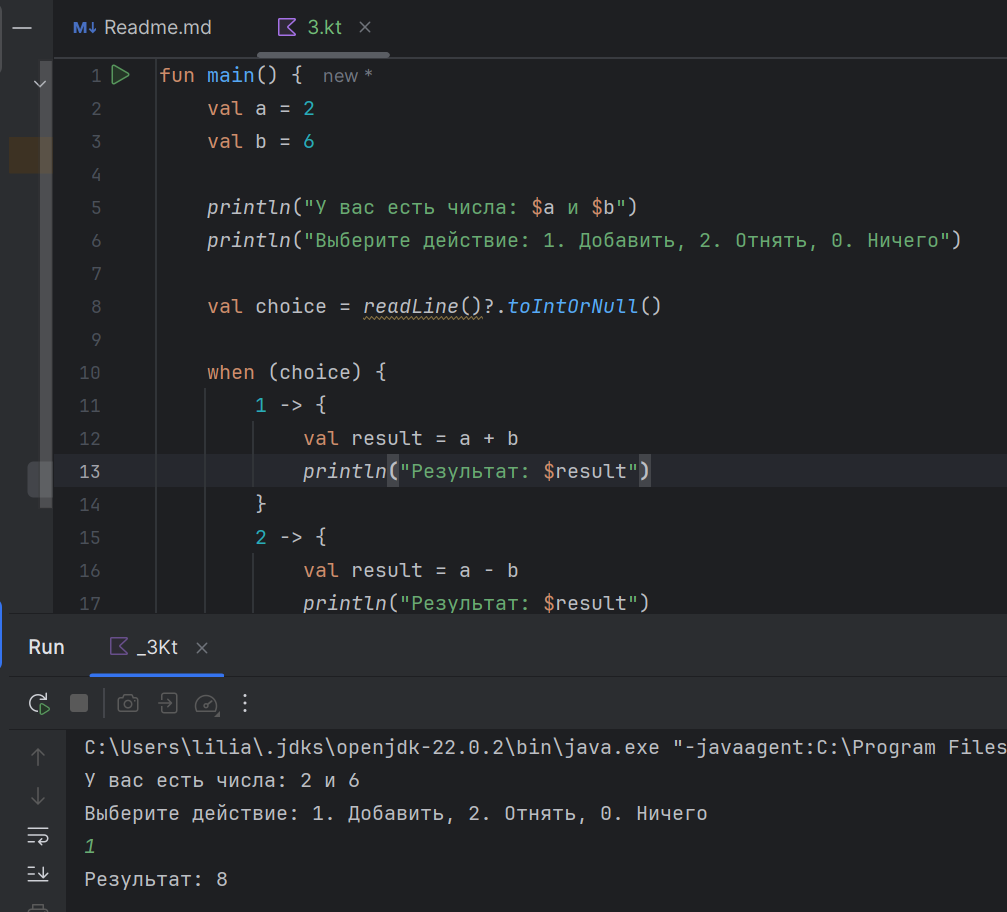 M↓ Readme.md 3.kt
1 fun main() { new *
2 val a = 2
3 val b = 6
4
5 println("У вас есть числа: $a и $b")
6 println("Выберите действие: 1. Добавить, 2. Отнять, 0. Ничего")
7
8 val choice = readLine()?.toIntOrNull()
9
10 when (choice) {
11 1 -> {
12 val result = a + b
13 println("Результат: $result")
14 }
15 2 -> {
16 val result = a - b
17 println("Результат: $result")
Run _3Kt
C:\Users\lilia\.jdks\openjdk-22.0.2\bin\java.exe "-javaagent:C:\Program Files
У вас есть числа: 2 и 6
Выберите действие: 1. Добавить, 2. Отнять, 0. Ничего
1
Результат: 8